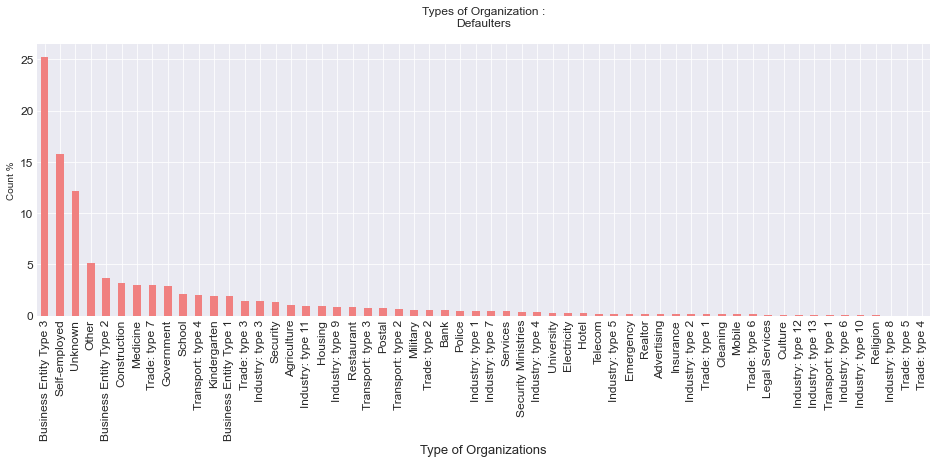 Types of Organization :
Defaulters
Count %
25
20
15
10
5
0
Business Entity Type 3
Self-employed
Unknown
Other
Business Entity Type 2
Construction
Medicine
Trade: type 7
Government
School
Transport: type 4
Kindergarten
Business Entity Type 1
Trade: type 3
Industry: type 3
Security
Agriculture
Industry: type 11
Housing
Industry: type 9
Restaurant
Transport: type 3
Postal
Transport: type 2
Military
Trade: type 2
Bank
Police
Industry: type 1
Industry: type 7
Services
Security Ministries
Industry: type 4
University
Electricity
Hotel
Telecom
Industry: type 5
Emergency
Realtor
Advertising
Insurance
Industry: type 2
Trade: type 1
Cleaning
Mobile
Trade: type 6
Legal Services
Culture
Industry: type 12
Industry: type 13
Transport: type 1
Industry: type 6
Industry: type 10
Religion
Industry: type 8
Trade: type 5
Trade: type 4
Type of Organizations